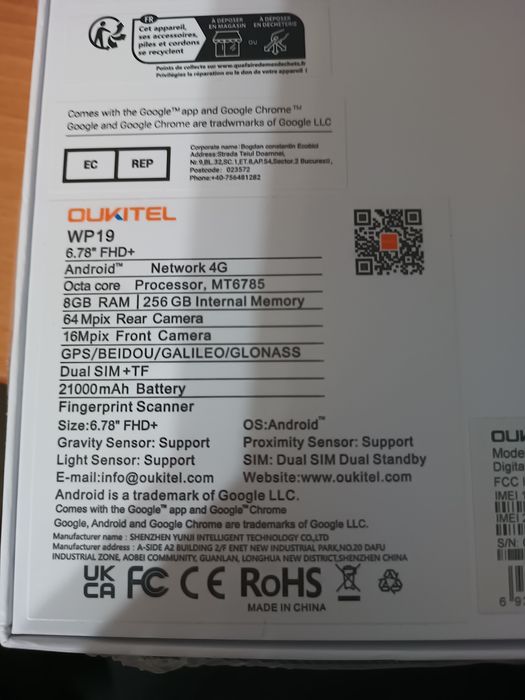 FR
Cet appareil,
ses accessoires,
piles et cordons
se recyclent
À DÉPOSER
EN MAGASIN
OU
À DÉPOSER
EN DÉCHÈTERIE
Points de collecte sur www.quefairedemesdechets.fr
Privilégiez la réparation ou le don de votre appareil !
Comes with the Google™ app and Google Chrome™
Google and Google Chrome are tradwmarks of Google LLC
EC REP
Corporate name: Bogdan constantin
Address: Strada Teiul Doamnei,
Nr.9,BL.32,SC.1,ET.8,AP.54,Sector.2 Bucuresti,
Postcode: 023572
Phone:+40-756481282
OUKITEL
WP19
6.78" FHD+
Android™ Network 4G
Octa core Processor, MT6785
8GB RAM | 256 GB Internal Memory
64 Mpix Rear Camera
16Mpix Front Camera
GPS/BEIDOU/GALILEO/GLONASS
Dual SIM +TF
21000mAh Battery
Fingerprint Scanner
Size:6.78" FHD+ OS:Android™
Gravity Sensor: Support Proximity Sensor: Support
Light Sensor: Support SIM: Dual SIM Dual Standby
E-mail:info@oukitel.com Website:www.oukitel.com
Android is a trademark of Google LLC.
Comes with the Google™ app and Google™ Chrome
Google, Android and Google Chrome are trademarks of Google LLC.
Manufacturer name : SHENZHEN YUNJI INTELLIGENT TECHNOLOGY CO.,LTD
Manufacturer address : A-SIDE A2 BUILDING 2/F ENET NEW INDUSTRIAL PARK,NO.20 DAFU
INDUSTRIAL ZONE, AOBEI COMMUNITY, GUANLAN, LONGHUA NEW DISTRICT,SHENZHEN CHINA
UK
CA FC CE RoHS
MADE IN CHINA
OUK
Mode
Digita
FCC
IMEI
IMEI
S/N:
6 9